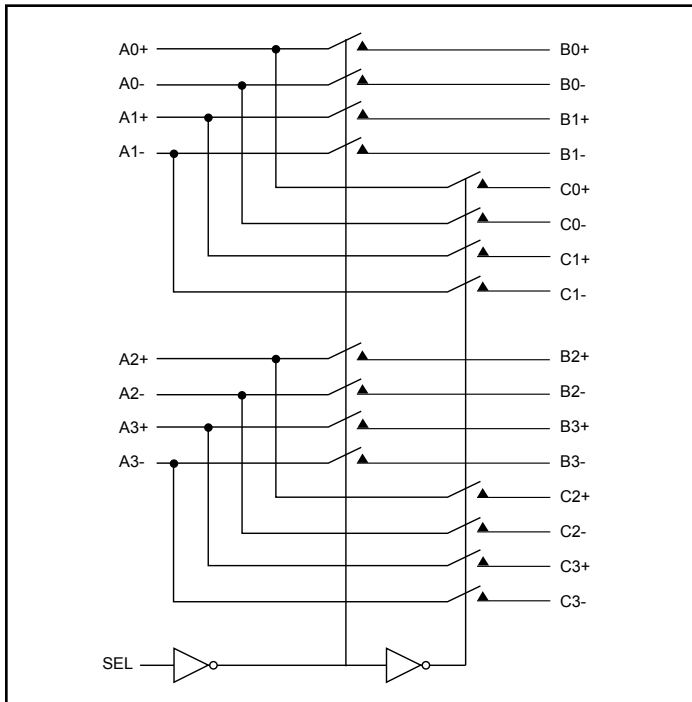 A0+ B0+
A0- B0-
A1+ B1+
A1- B1-
C0+
C0-
C1+
C1-
A2+ B2+
A2- B2-
A3+ B3+
A3- B3-
C2+
C2-
C3+
C3-
SEL